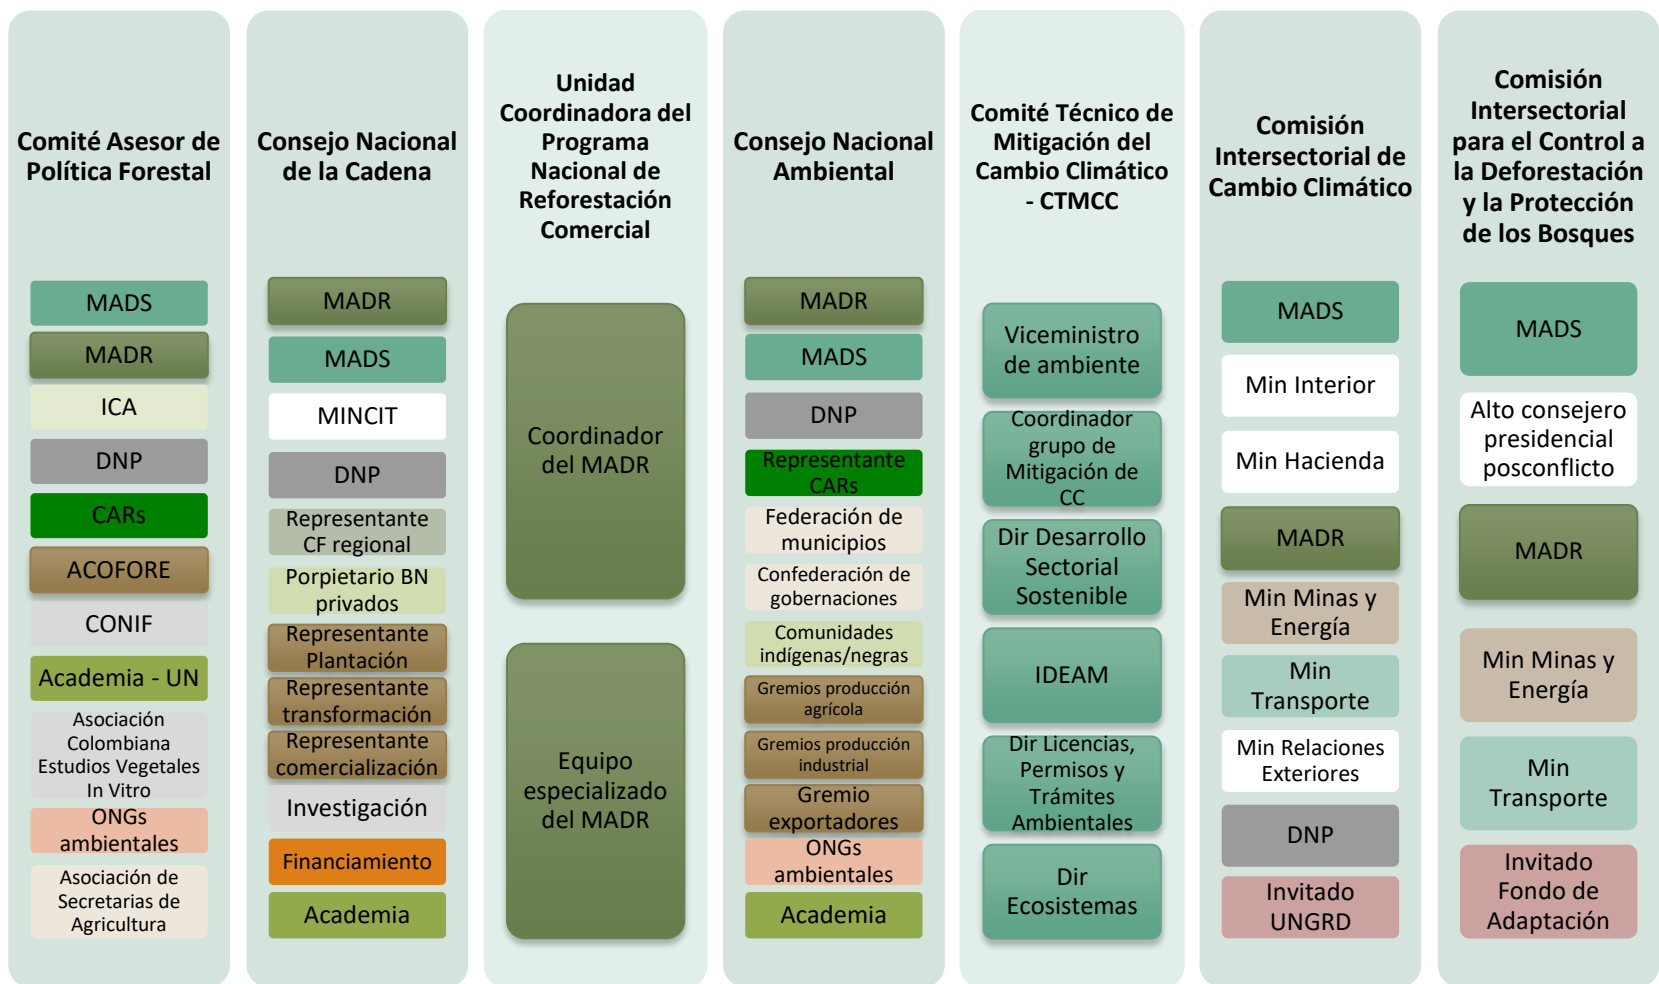 Comité Asesor de
Política Forestal
MADS
MADR
ICA
DNP
CARs
ACOFORE
CONIF
Academia - UN
Asociación
Colombiana
Estudios Vegetales
In Vitro
ONGs
ambientales
Asociación de
Secretarias de
Agricultura
Consejo Nacional
de la Cadena
MADR
MADS
MINCIT
DNP
Representante
CF regional
Porpietario BN
privados
Representante
Plantación
Representante
transformación
Representante
comercialización
Investigación
Financiamiento
Academia
Unidad
Coordinadora del
Programa
Nacional de
Reforestación
Comercial
Coordinador
del MADR
Equipo
especializado
del MADR
Consejo Nacional
Ambiental
MADR
MADS
DNP
Representante
CARs
Federación de
municipios
Confederación de
gobernaciones
Comunidades
indígenas/negras
Gremios producción
agrícola
Gremios producción
industrial
Gremio
exportadores
ONGs
ambientales
Academia
Comité Técnico de
Mitigación del
Cambio Climático
- CTMCC
Viceministro
de ambiente
Coordinador
grupo de
Mitigación de
CC
Dir Desarrollo
Sectorial
Sostenible
IDEAM
Dir Licencias,
Permisos y
Trámites
Ambientales
Dir
Ecosistemas
Comisión
Intersectorial de
Cambio Climático
MADS
Min Interior
Min Hacienda
MADR
Min Minas y
Energía
Min
Transporte
Min Relaciones
Exteriores
DNP
Invitado
UNGRD
Comisión
Intersectorial
para el Control a
la Deforestación
y la Protección
de los Bosques
MADS
Alto consejero
presidencial
posconflicto
MADR
Min Minas y
Energía
Min
Transporte
Invitado
Fondo de
Adaptación